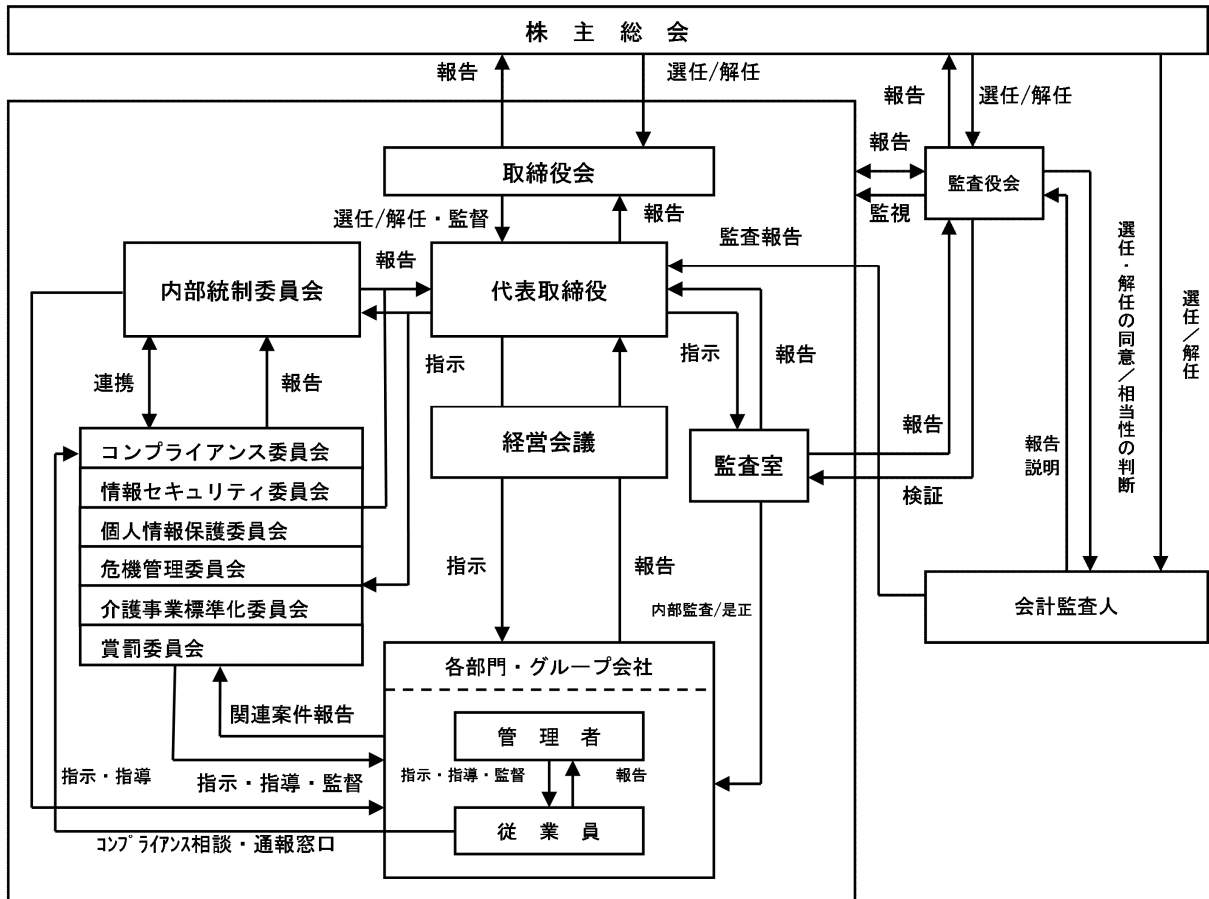 株 主 総 会
報告
選任/解任
報告
選任/解任
取締役会
報告
監査役会
監視
選任/解任・監督
報告
監査報告
内部統制委員会
報告
代表取締役
選任・解任の同意/相当性の判断
選任/解任
指示
指示
報告
連携
報告
経営会議
監査室
報告
検証
報告
説明
コンプライアンス委員会
情報セキュリティ委員会
個人情報保護委員会
危機管理委員会
介護事業標準化委員会
賞罰委員会
指示
報告
内部監査/是正
会計監査人
各部門・グループ会社
関連案件報告
管 理 者
指示・指導
指示・指導・監督
指示・指導・監督
報告
従 業 員
コンプライアンス相談・通報窓口